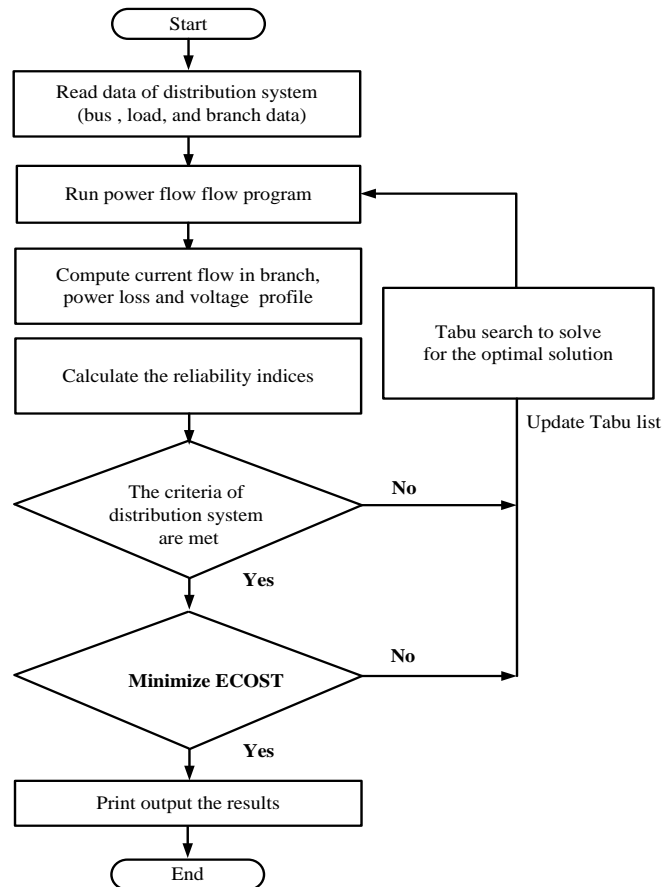 Start
Read data of distribution system
(bus , load, and branch data)
Run power flow flow program
Compute current flow in branch,
power loss and voltage profile
Tabu search to solve
for the optimal solution
Calculate the reliability indices
Update Tabu list
The criteria of
distribution system
are met
No
Yes
Minimize ECOST
No
Yes
Print output the results
End